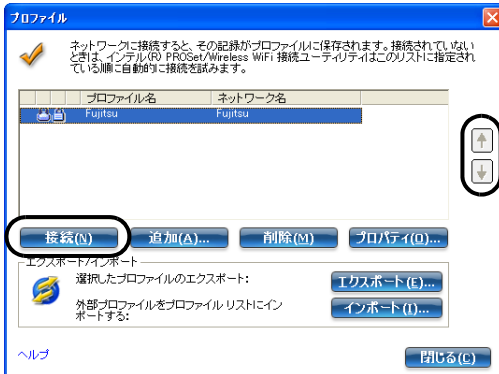 プロファイル
ネットワークに接続すると、その記録がプロファイルに保存されます。接続されていない
ときは、インテル(R) PROSet/Wireless WiFi 接続ユーティリティはこのリストに指定され
ている順に自動的に接続を試みます。
プロファイル名 ネットワーク名
Fujitsu Fujitsu
接続(N) 追加(A)... 削除(M) プロパティ(O)...
エクスポート/インポート
選択したプロファイルのエクスポート: エクスポート(E)...
外部プロファイルをプロファイル リストにイン
ポートする: インポート(I)...
ヘルプ 閉じる(C)